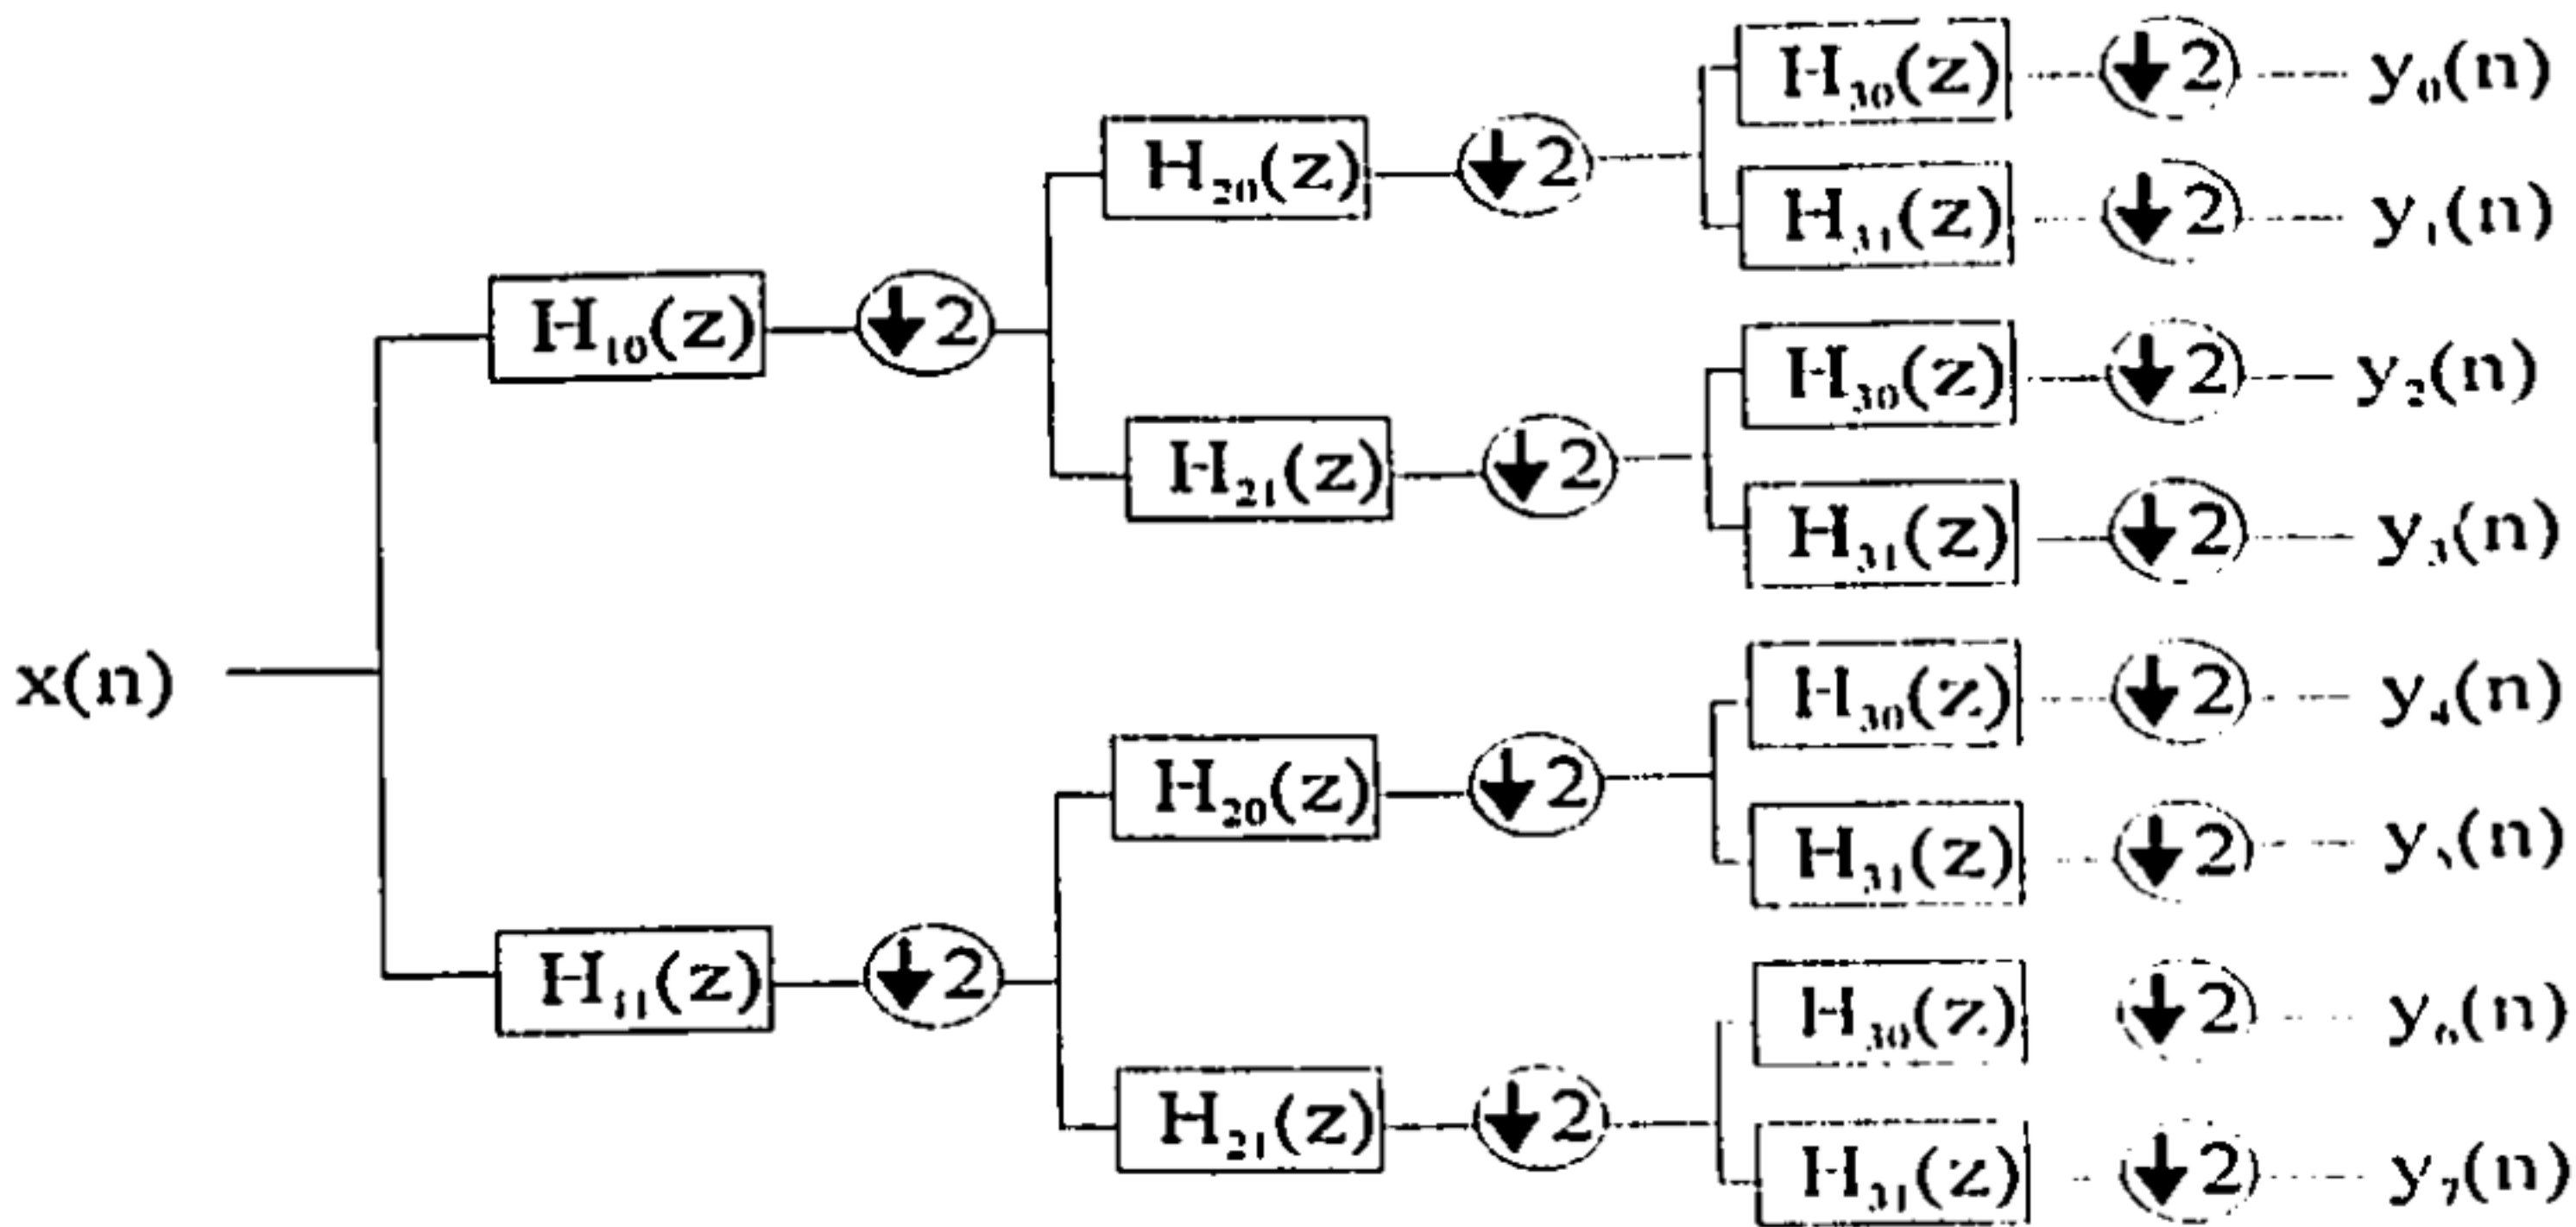 H₃₀(z) ↓2 y₀(n)
H₂₀(z) ↓2
H₃₁(z) ↓2 y₁(n)
H₁₀(z) ↓2
H₃₀(z) ↓2 y₂(n)
H₂₁(z) ↓2
H₃₁(z) ↓2 y₃(n)
x(n)
H₃₀(z) ↓2 y₄(n)
H₂₀(z) ↓2
H₃₁(z) ↓2 y₅(n)
H₁₁(z) ↓2
H₃₀(z) ↓2 y₆(n)
H₂₁(z) ↓2
H₃₁(z) ↓2 y₇(n)